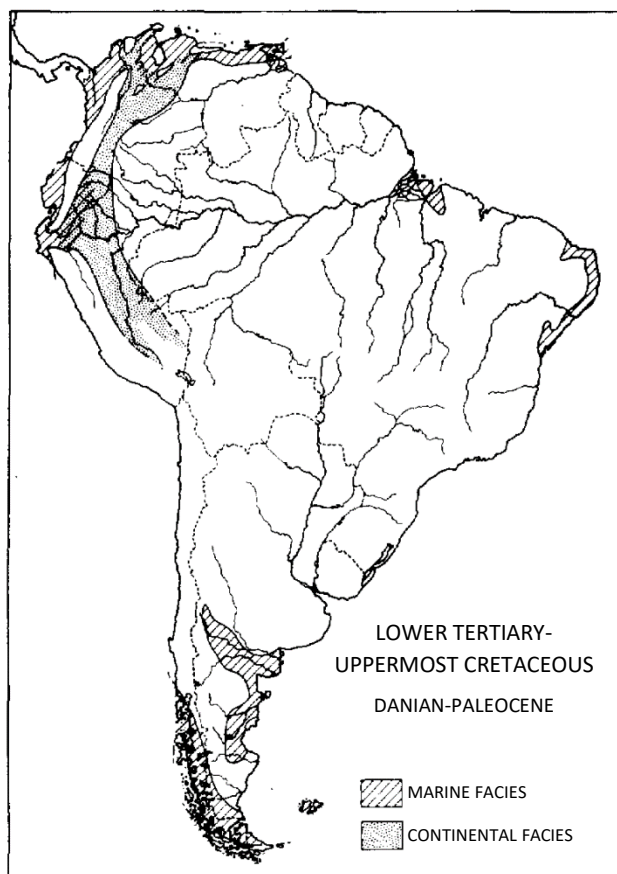 LOWER TERTIARY-
UPPERMOST CRETACEOUS
DANIAN-PALEOCENE
MARINE FACIES
CONTINENTAL FACIES